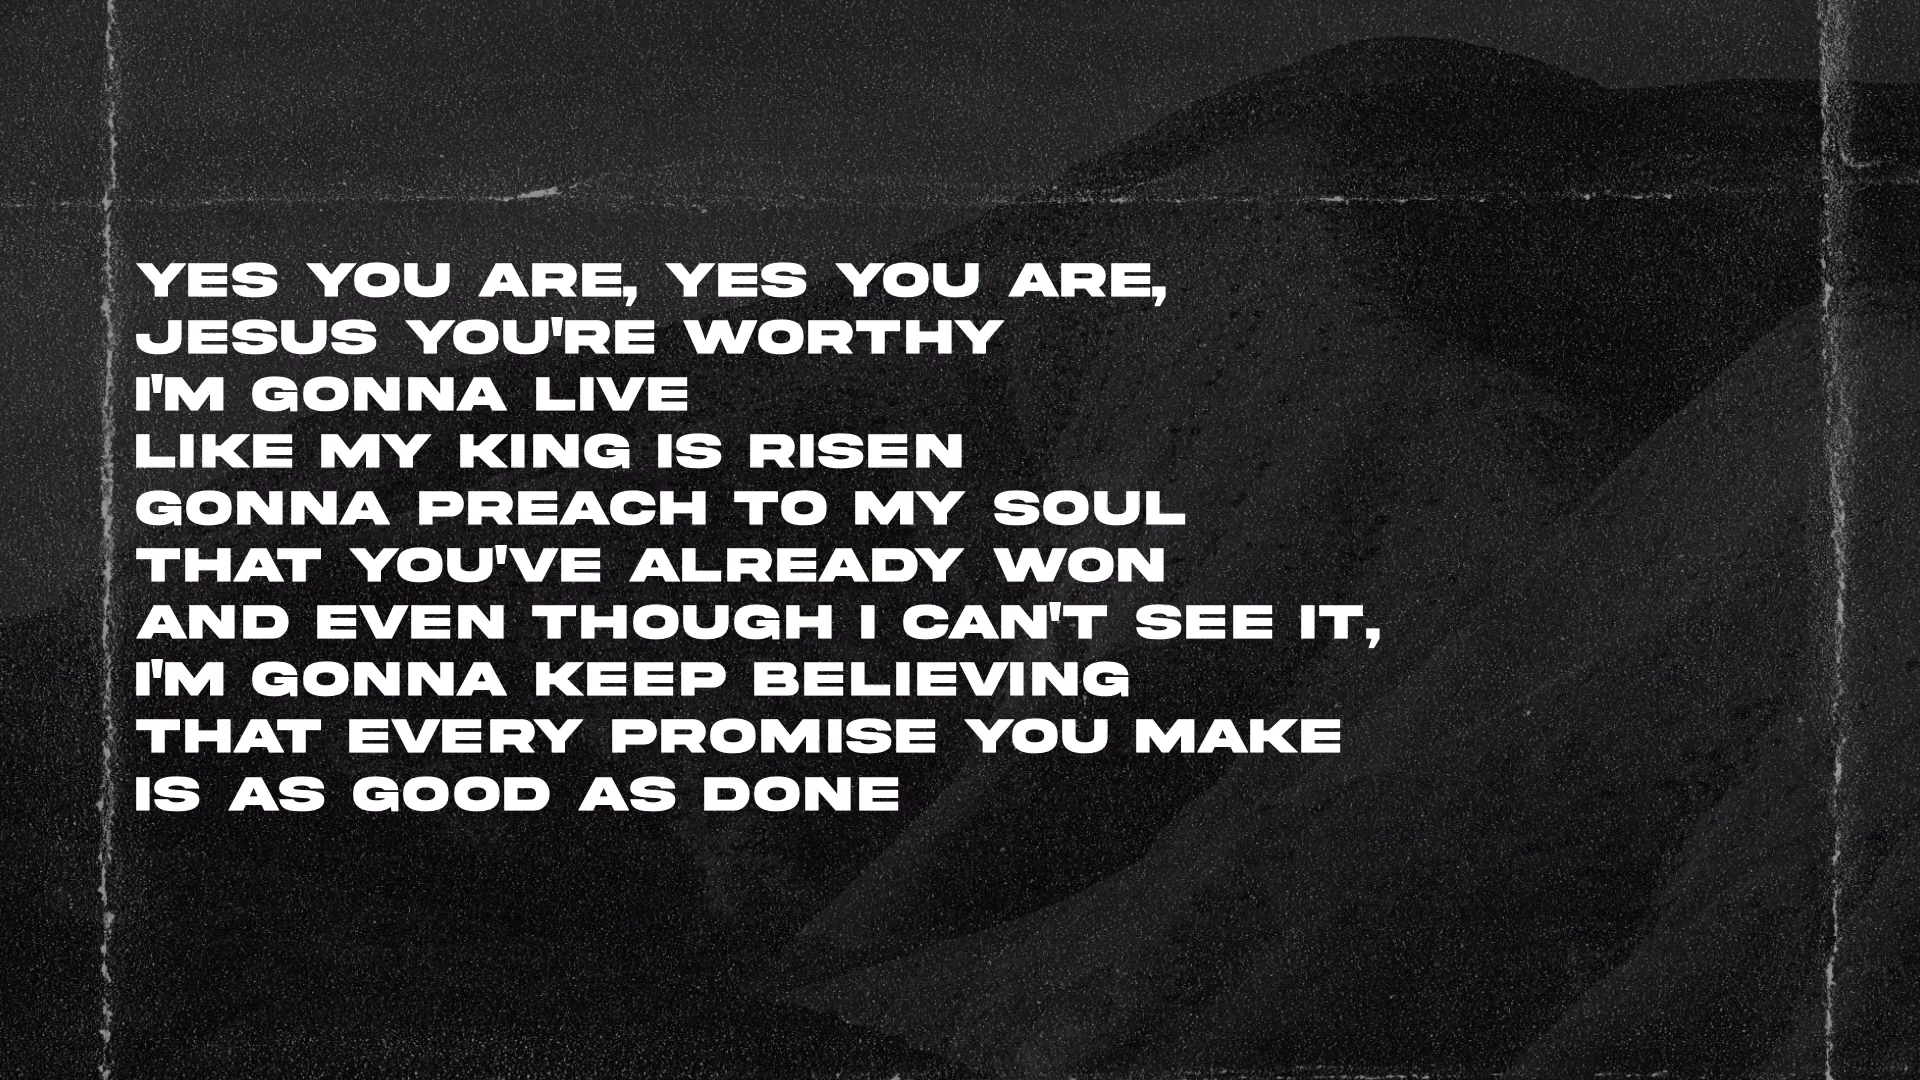 YES YOU ARE, YES YOU ARE,
JESUS YOU'RE WORTHY
I'M GONNA LIVE
LIKE MY KING IS RISEN
GONNA PREACH TO MY SOUL
THAT YOU'VE ALREADY WON
AND EVEN THOUGH I CAN'T SEE IT,
I'M GONNA KEEP BELIEVING
THAT EVERY PROMISE YOU MAKE
IS AS GOOD AS DONE